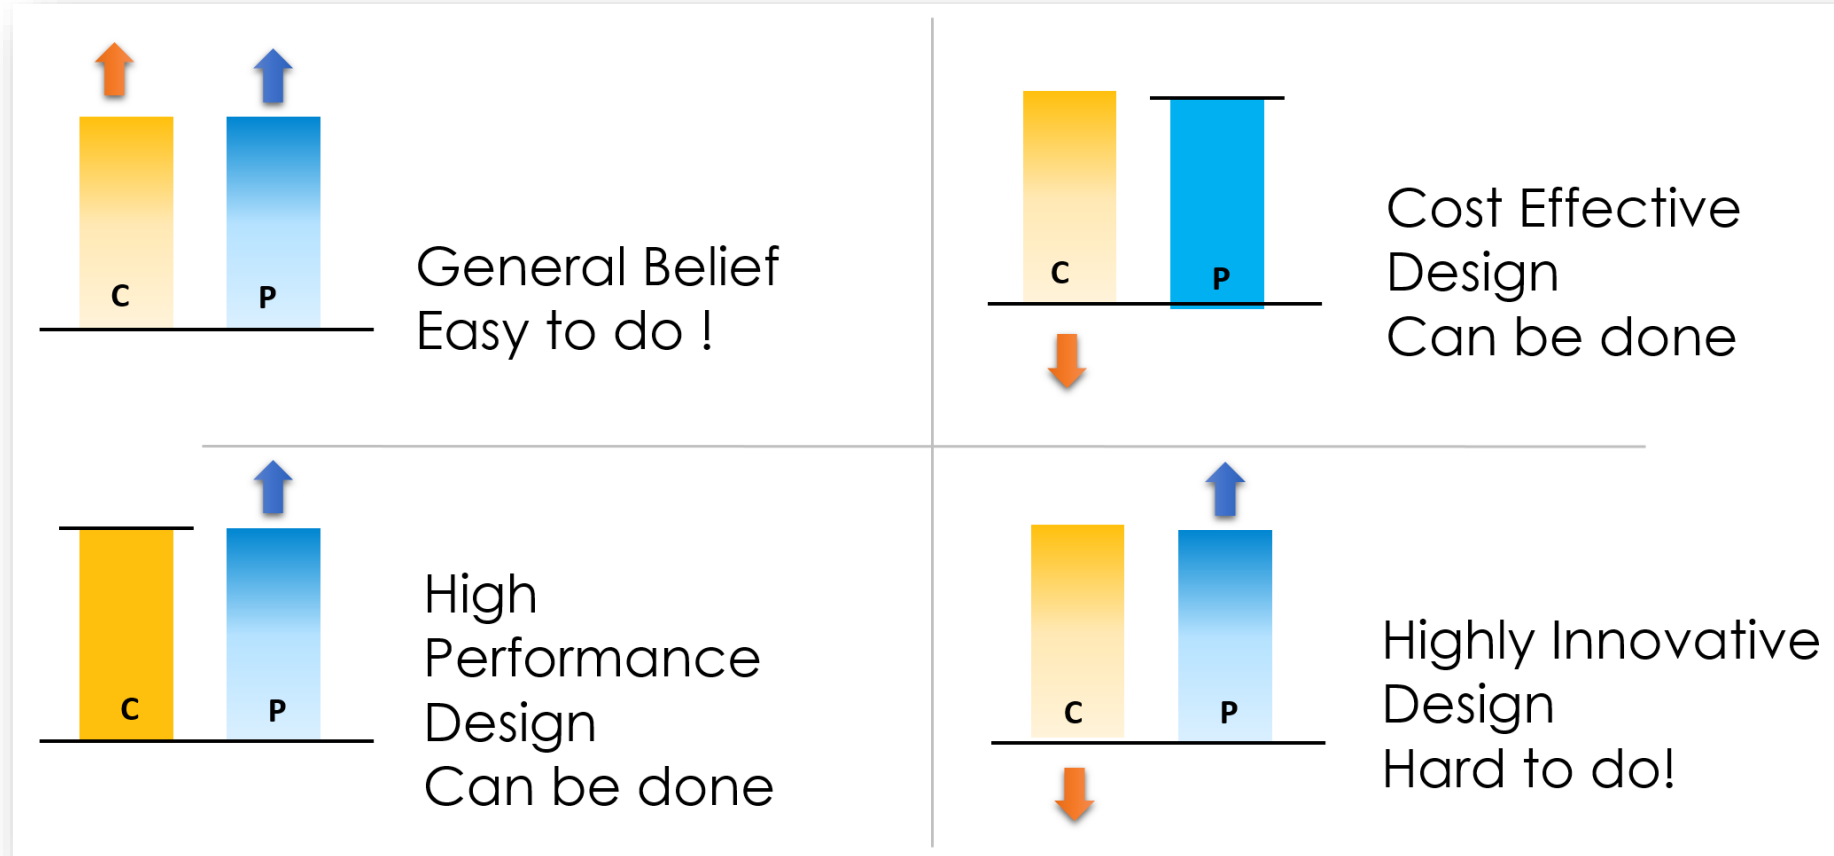 C
P
General Belief
Easy to do !
C
P
Cost Effective
Design
Can be done
C
P
High
Performance
Design
Can be done
C
P
Highly Innovative
Design
Hard to do!